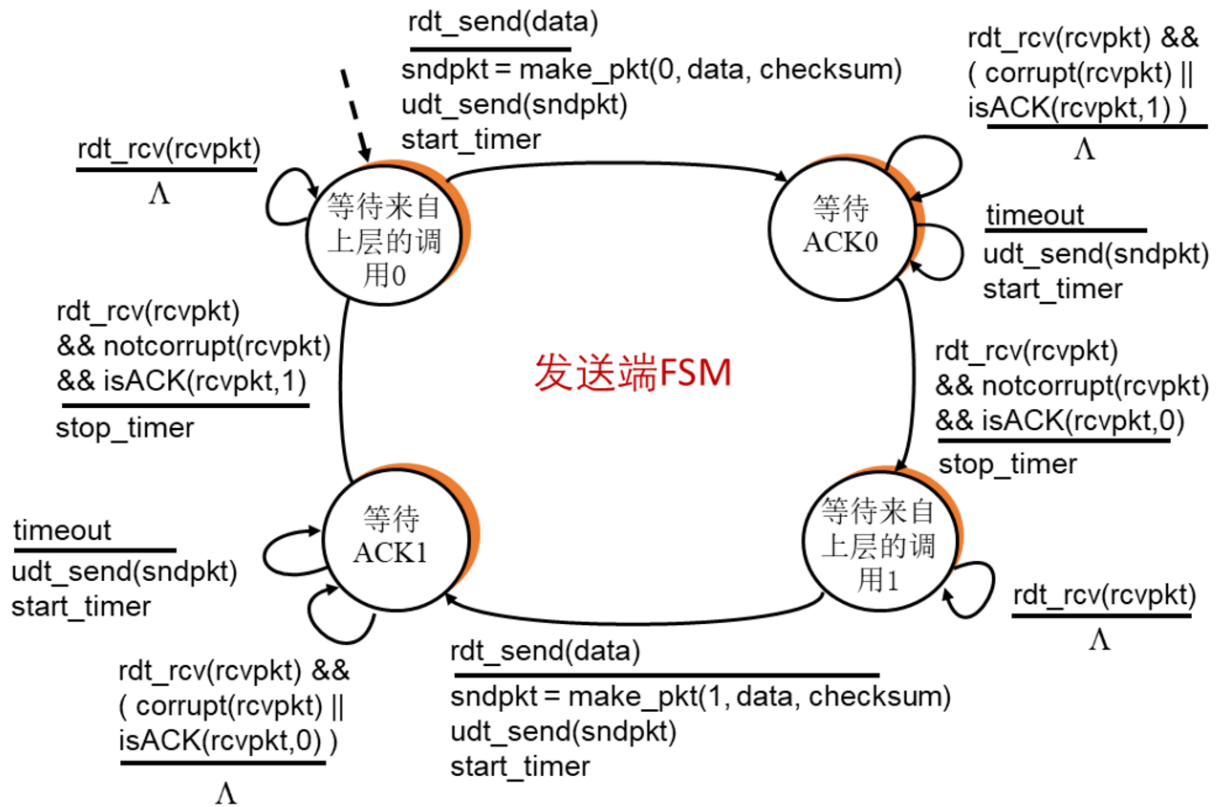 rdt_send(data)
sndpkt = make_pkt(0, data, checksum)
udt_send(sndpkt)
start_timer
rdt_rcv(rcvpkt) &&
( corrupt(rcvpkt) ||
isACK(rcvpkt,1) )
Λ
rdt_rcv(rcvpkt)
Λ
等待来自
上层的调
用0
等待
ACK0
timeout
udt_send(sndpkt)
start_timer
rdt_rcv(rcvpkt)
&& notcorrupt(rcvpkt)
&& isACK(rcvpkt,1)
stop_timer
发送端FSM
rdt_rcv(rcvpkt)
&& notcorrupt(rcvpkt)
&& isACK(rcvpkt,0)
stop_timer
timeout
udt_send(sndpkt)
start_timer
等待
ACK1
等待来自
上层的调
用1
rdt_rcv(rcvpkt)
Λ
rdt_rcv(rcvpkt) &&
( corrupt(rcvpkt) ||
isACK(rcvpkt,0) )
Λ
rdt_send(data)
sndpkt = make_pkt(1, data, checksum)
udt_send(sndpkt)
start_timer